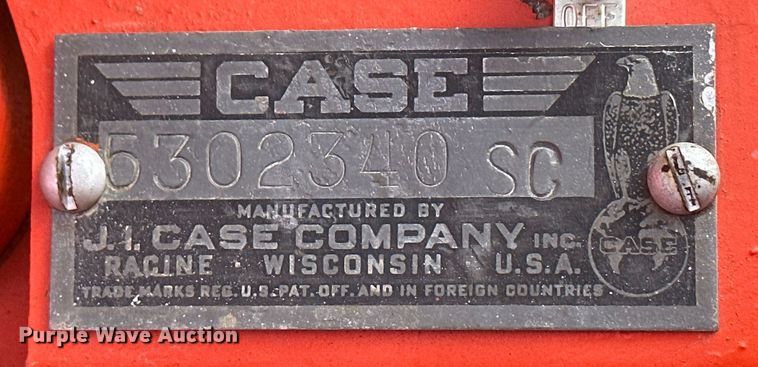 OFF
CASE
5302340 SC
MANUFACTURED BY
J.I. CASE COMPANY INC.
RACINE · WISCONSIN U.S.A.
TRADE MARKS REG. U.S. PAT. OFF. AND IN FOREIGN COUNTRIES
CASE
Purple Wave Auction